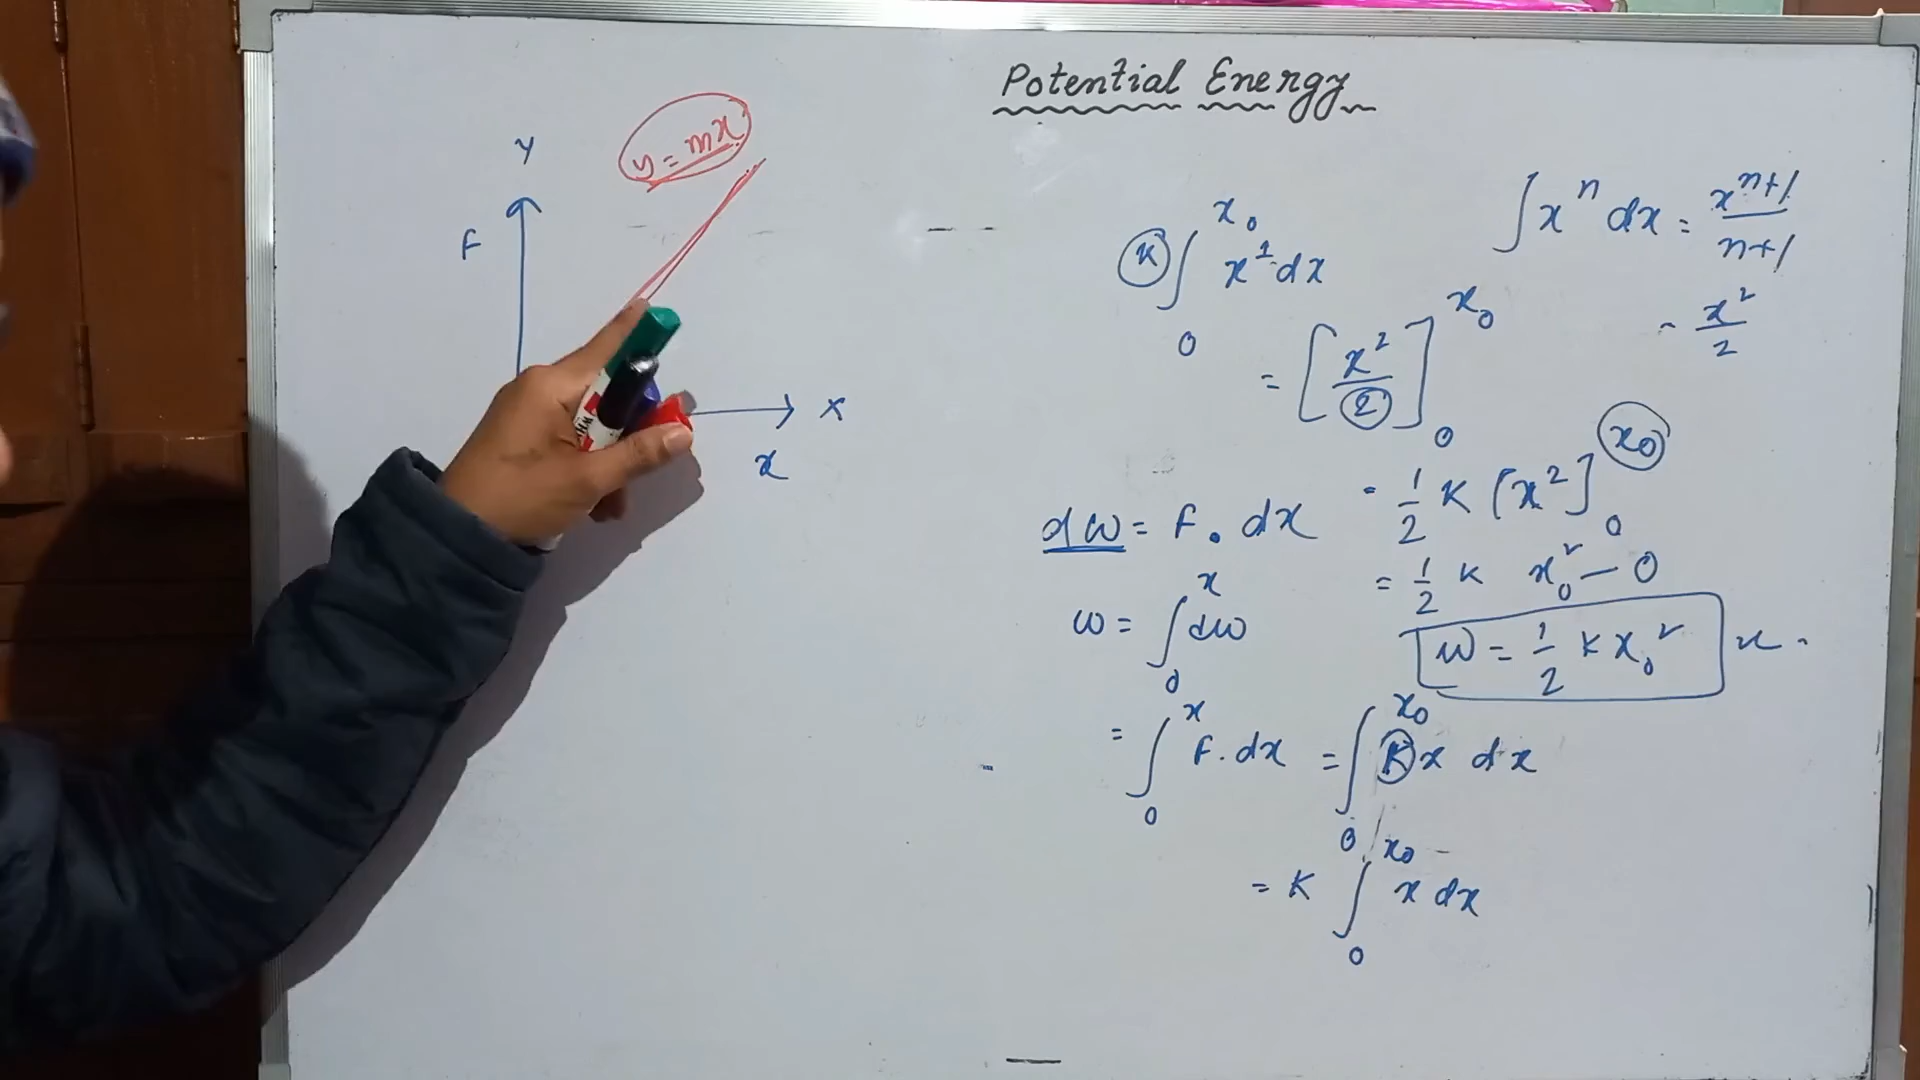 Potential Energy
y = mx
Y
F
X
x
∫ xⁿ dx = xⁿ⁺¹ / n+1
= x² / 2
K ∫₀^x₀ x¹ dx
= [x² / 2]₀^x₀
= 1/2 K [x²]₀^x₀
= 1/2 K x₀² — 0
W = 1/2 K x₀²
dW = F . dx
W = ∫₀^x dW
= ∫₀^x F . dx = ∫₀^x₀ K x dx
= K ∫₀^x₀ x dx